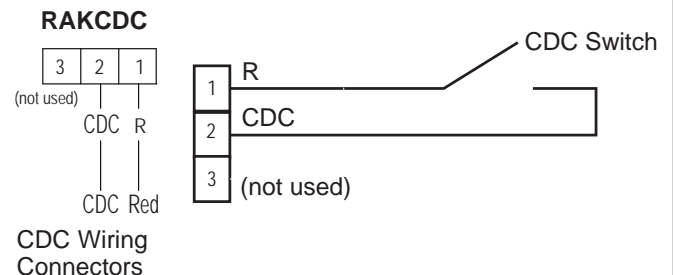 RAKCDC
3 2 1
(not used)
CDC R
CDC Red
CDC Wiring
Connectors
CDC Switch
1 R
2 CDC
3 (not used)